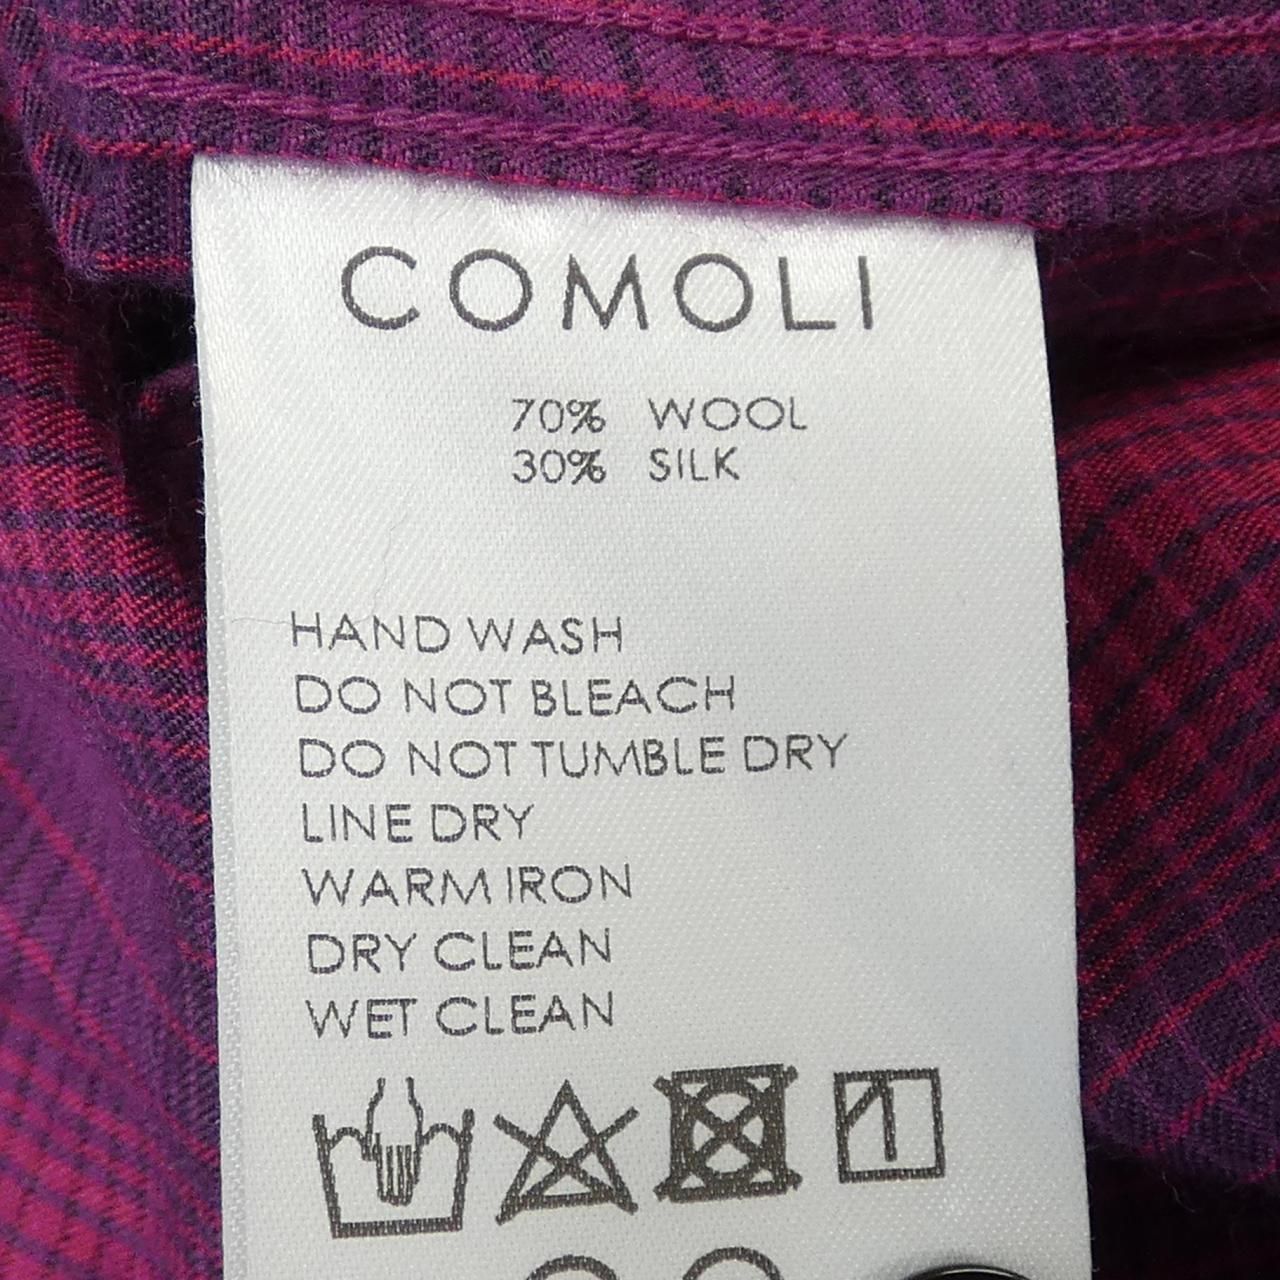 COMOLI
70% WOOL
30% SILK
HAND WASH
DO NOT BLEACH
DO NOT TUMBLE DRY
LINE DRY
WARM IRON
DRY CLEAN
WET CLEAN